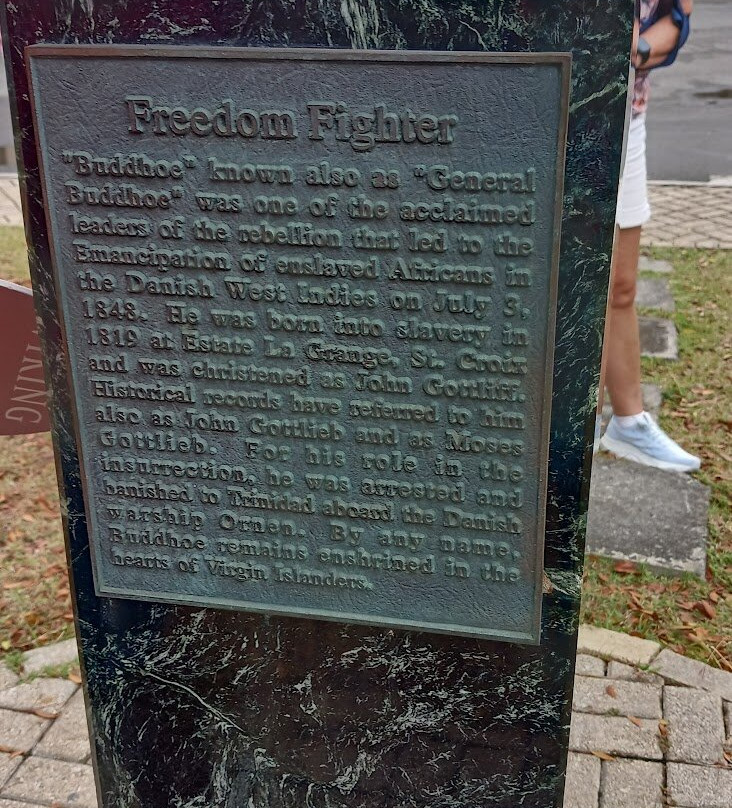 Freedom Fighter
"Buddhoe" known also as "General
Buddhoe" was one of the acclaimed
leaders of the rebellion that led to the
Emancipation of enslaved Africans in
the Danish West Indies on July 3,
1848. He was born into slavery in
1819 at Estate La Grange, St. Croix
and was christened as John Gottliff.
Historical records have referred to him
also as John Gottlieb and as Moses
Gottlieb. For his role in the
insurrection, he was arrested and
banished to Trinidad aboard the Danish
warship Ornen. By any name,
Buddhoe remains enshrined in the
hearts of Virgin Islanders.